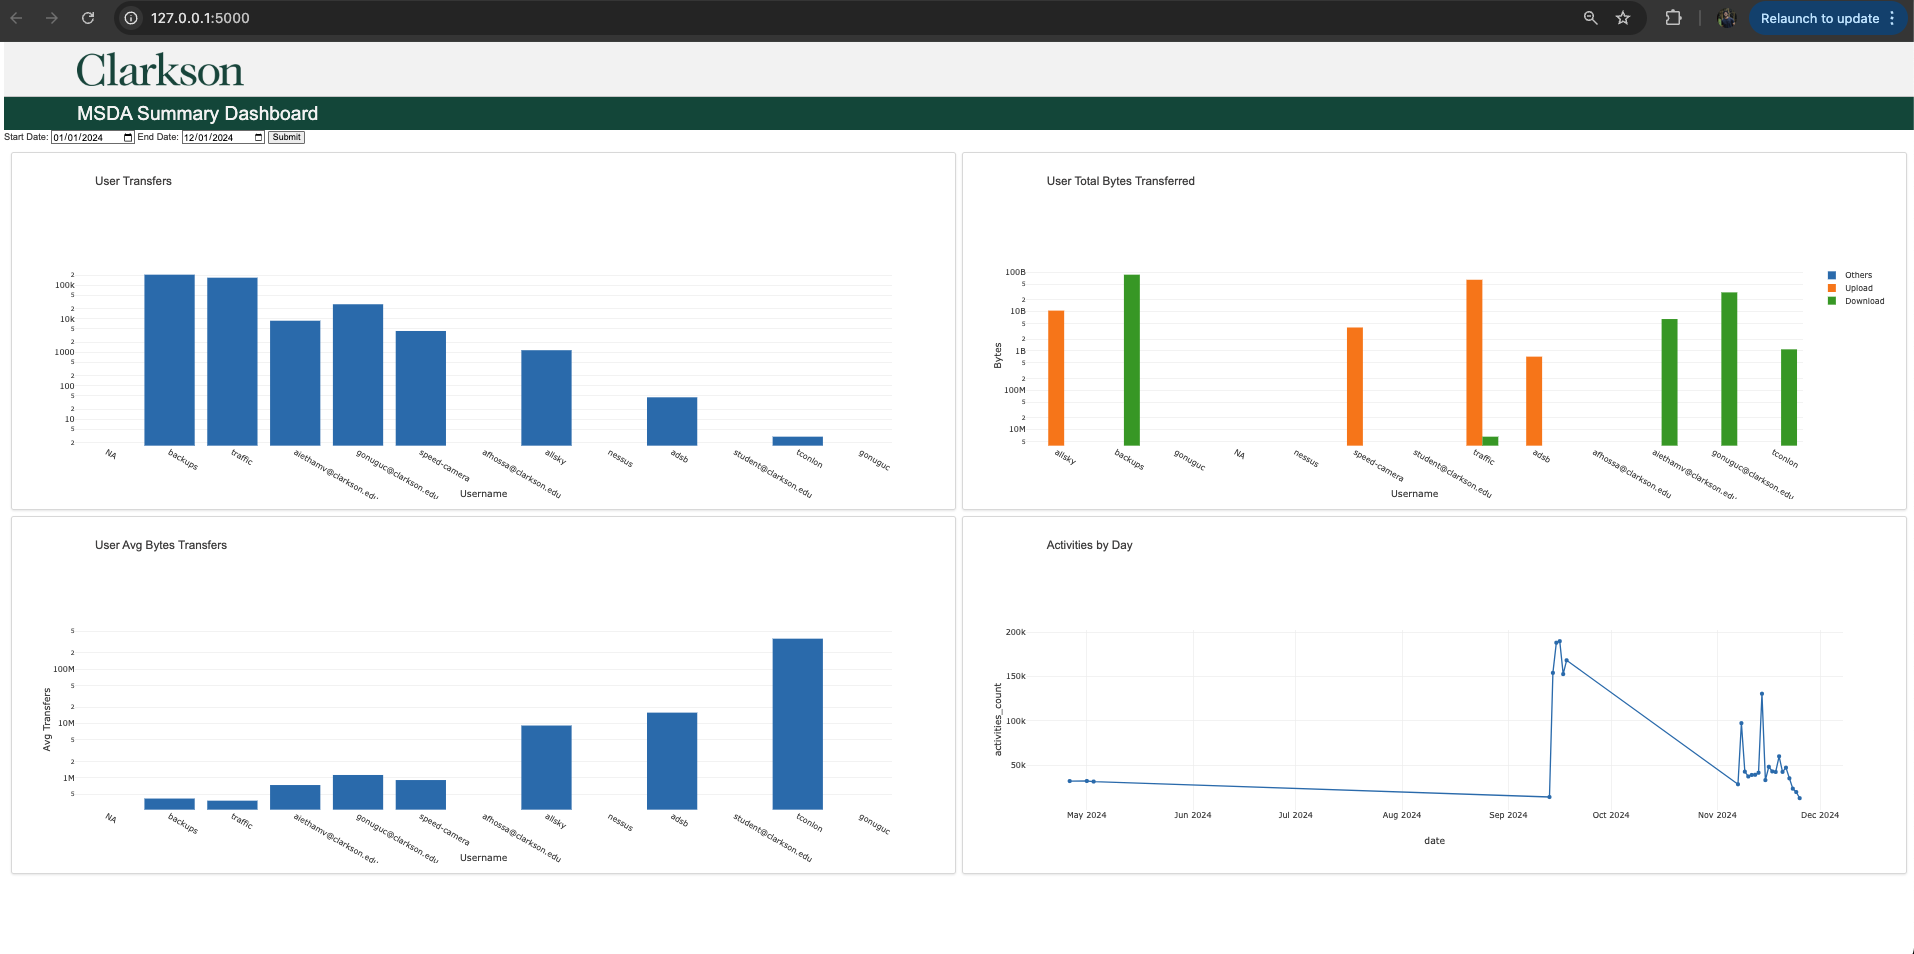 127.0.0.1:5000
Relaunch to update
Clarkson
MSDA Summary Dashboard
Start Date: 01/01/2024 End Date: 12/01/2024 Submit
User Transfers
2
100k
5
2
10k
5
2
1000
5
2
100
5
2
10
5
2
NA
backups
traffic
aiethamv@clarkson.edu
gonuguc@clarkson.edu
speed-camera
afhossa@clarkson.edu
allsky
nessus
adsb
student@clarkson.edu
tconlon
gonuguc
Username
User Total Bytes Transferred
Bytes
100B
5
2
10B
5
2
1B
5
2
100M
5
2
10M
5
allsky
backups
gonuguc
NA
nessus
speed-camera
student@clarkson.edu
traffic
adsb
afhossa@clarkson.edu
aiethamv@clarkson.edu
gonuguc@clarkson.edu
tconlon
Username
Others
Upload
Download
User Avg Bytes Transfers
Avg Transfers
5
2
100M
5
2
10M
5
2
1M
5
NA
backups
traffic
aiethamv@clarkson.edu
gonuguc@clarkson.edu
speed-camera
afhossa@clarkson.edu
allsky
nessus
adsb
student@clarkson.edu
tconlon
gonuguc
Username
Activities by Day
activities_count
200k
150k
100k
50k
May 2024
Jun 2024
Jul 2024
Aug 2024
Sep 2024
Oct 2024
Nov 2024
Dec 2024
date